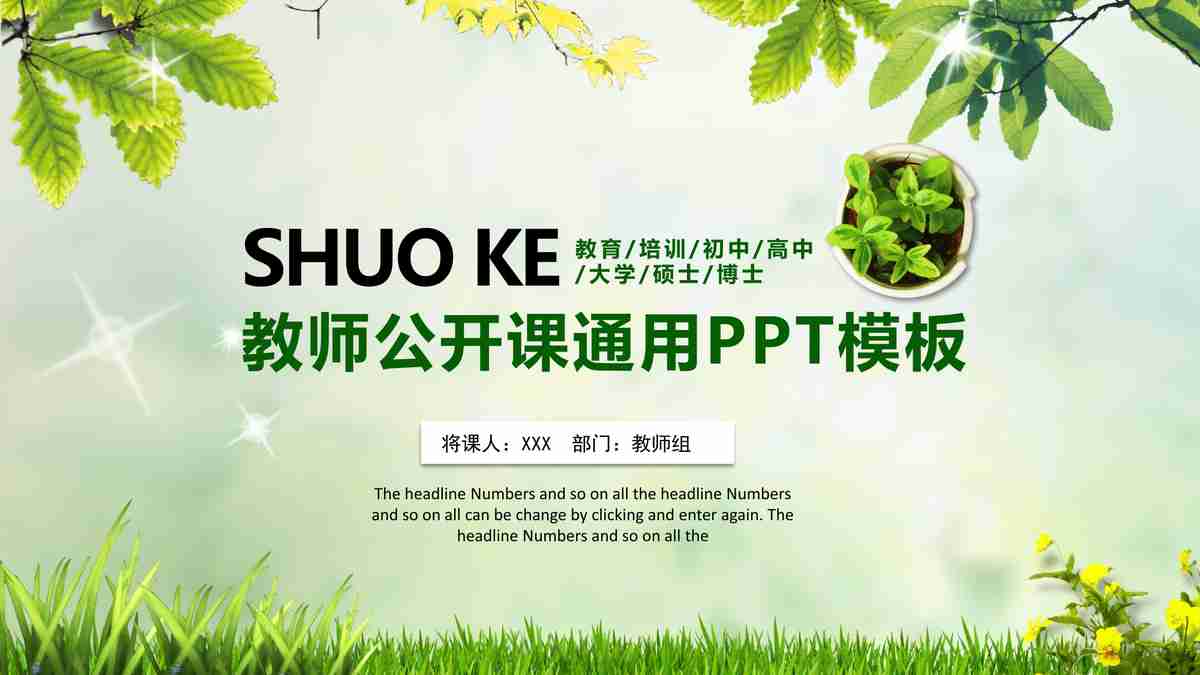 SHUO KE
教育/培训/初中/高中
/大学/硕士/博士
教师公开课通用PPT模板
将课人：XXX 部门：教师组
The headline Numbers and so on all the headline Numbers
and so on all can be change by clicking and enter again. The
headline Numbers and so on all the